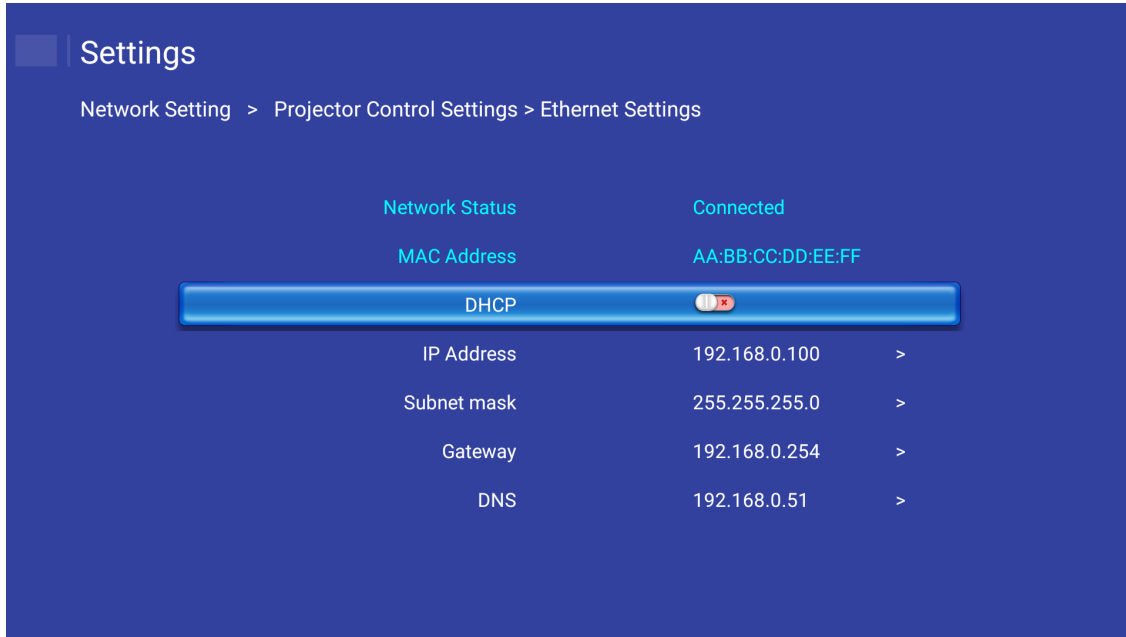 Settings
Network Setting > Projector Control Settings > Ethernet Settings
Network Status Connected
MAC Address AA:BB:CC:DD:EE:FF
DHCP
IP Address 192.168.0.100 >
Subnet mask 255.255.255.0 >
Gateway 192.168.0.254 >
DNS 192.168.0.51 >